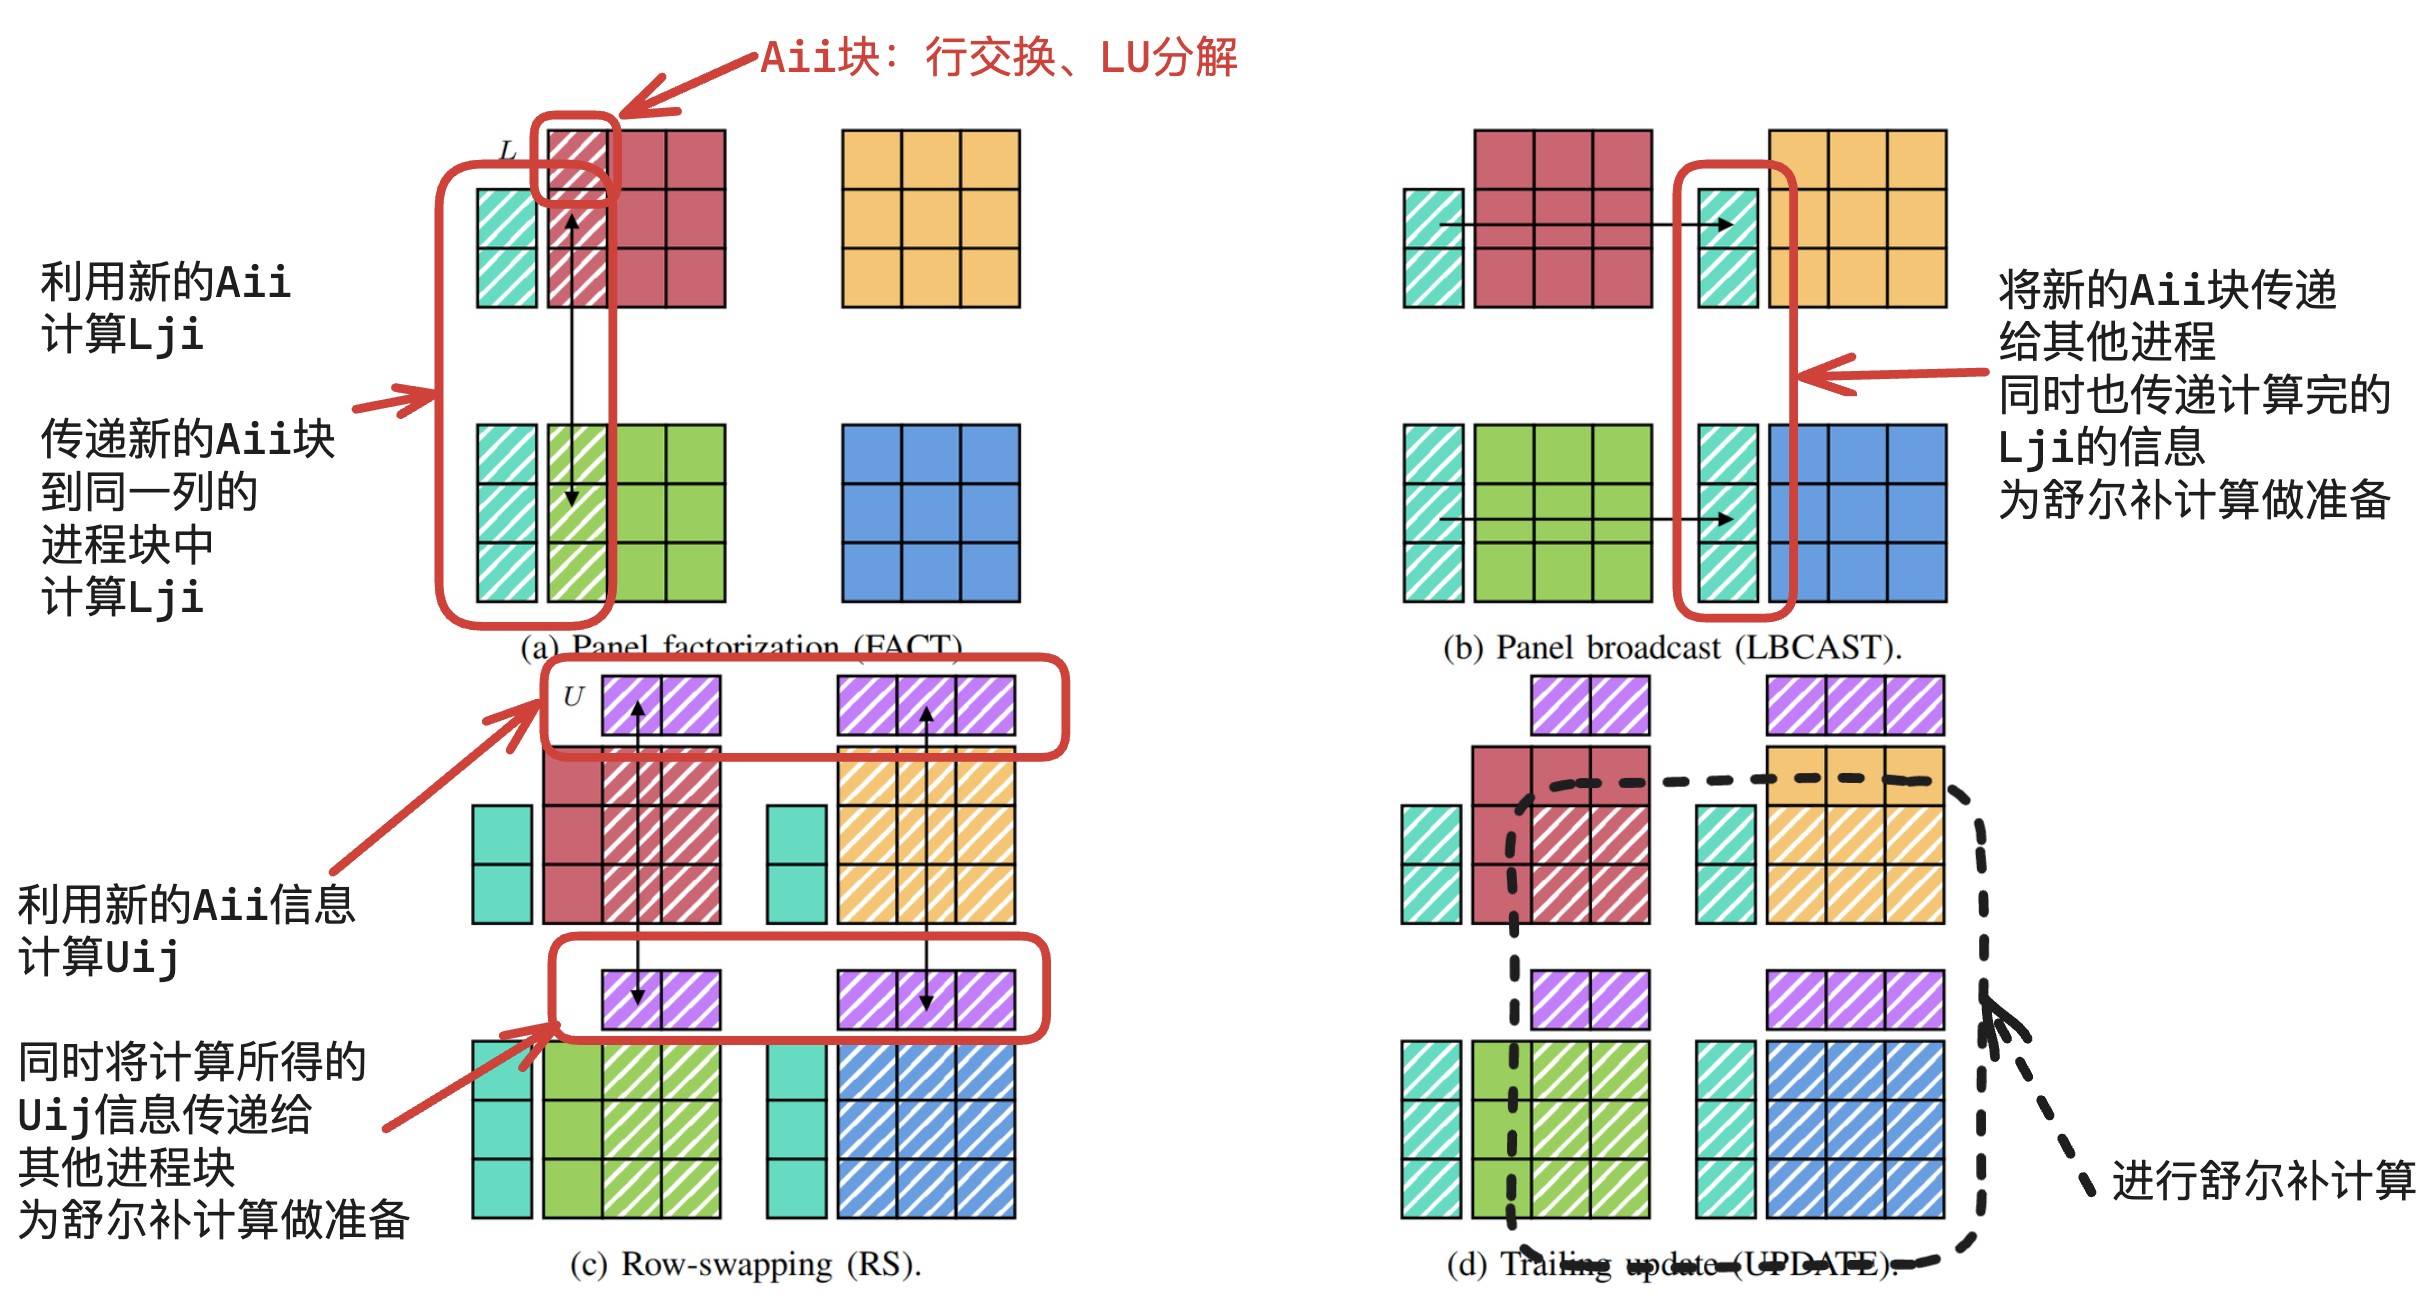 Aii块：行交换、LU分解
L
利用新的Aii
计算Lji
传递新的Aii块
到同一列的
进程块中
计算Lji
(a) Panel factorization (FACT)
将新的Aii块传递
给其他进程
同时也传递计算完的
Lji的信息
为舒尔补计算做准备
(b) Panel broadcast (LBCAST).
U
利用新的Aii信息
计算Uij
同时将计算所得的
Uij信息传递给
其他进程块
为舒尔补计算做准备
(c) Row-swapping (RS).
进行舒尔补计算
(d) Trailing update (UPDATE).